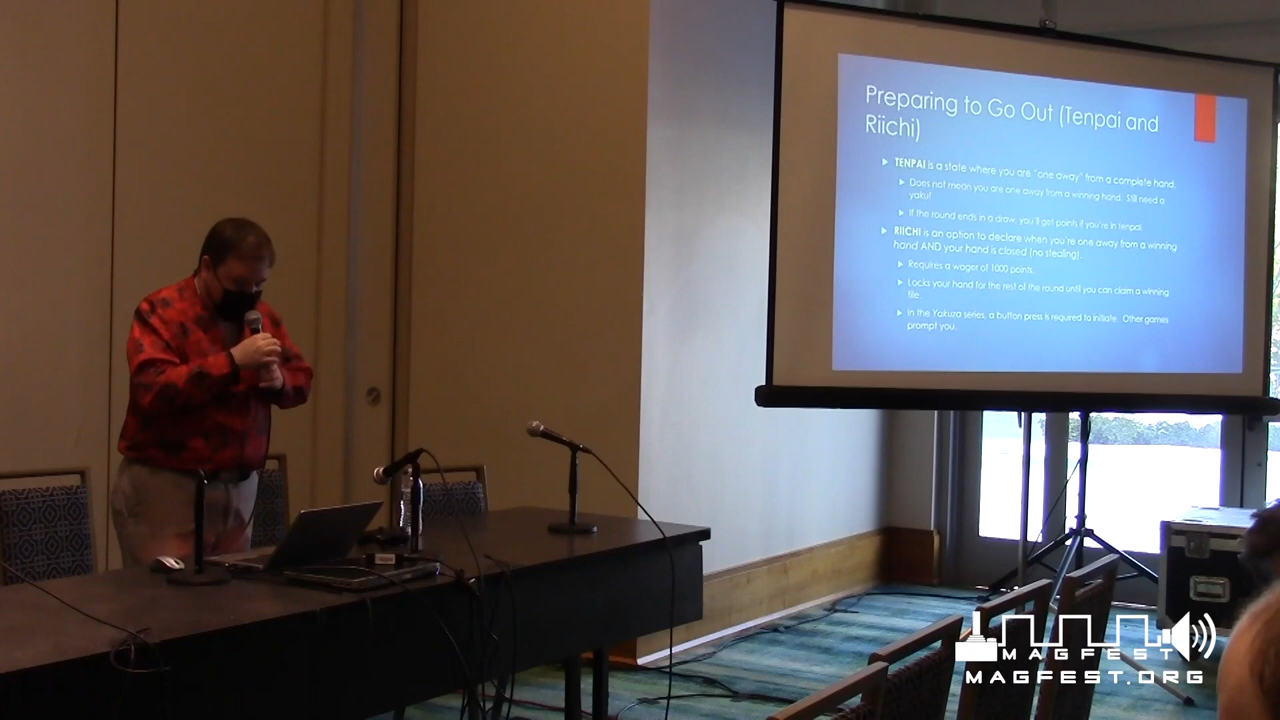 Preparing to Go Out (Tenpai and
Riichi)
TENPAI is a state where you are "one away" from a complete hand.
Does not mean you are one away from a winning hand. Still need a
yaku!
If the round ends in a draw, you'll get points if you're in tenpai.
RIICHI is an option to declare when you're one away from a winning
hand AND your hand is closed (no stealing).
Requires a wager of 1000 points.
Locks your hand for the rest of the round until you can claim a winning
tile.
In the Yakuza series, a button press is required to initiate. Other games
prompt you.
MAGFEST
MAGFEST.ORG